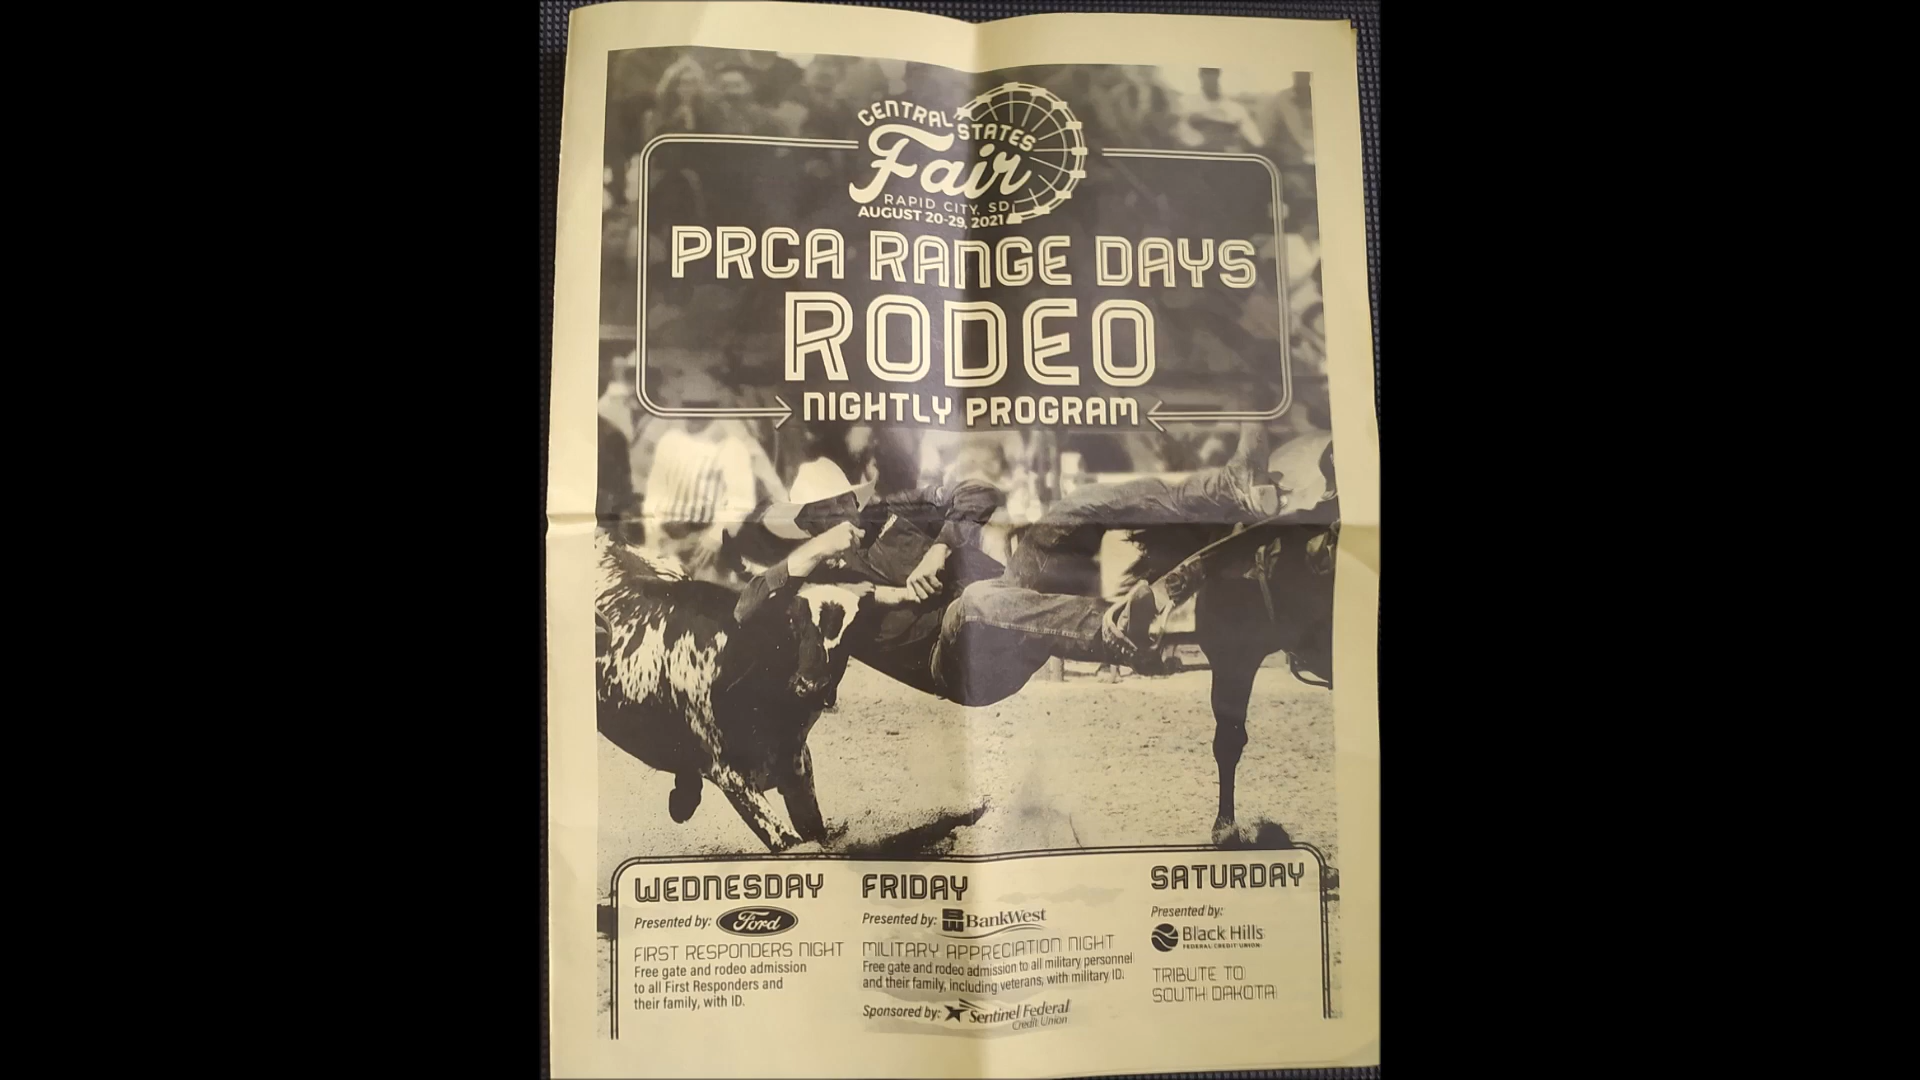 CENTRAL STATES
Fair
RAPID CITY, SD
AUGUST 20-29, 2021
PRCA RANGE DAYS
RODEO
NIGHTLY PROGRAM
WEDNESDAY
Presented by: Ford
FIRST RESPONDERS NIGHT
Free gate and rodeo admission
to all First Responders and
their family, with ID.
FRIDAY
Presented by: BW BankWest
MILITARY APPRECIATION NIGHT
Free gate and rodeo admission to all military personnel
and their family, including veterans, with military ID.
Sponsored by: Sentinel Federal
Credit Union
SATURDAY
Presented by:
Black Hills
FEDERAL CREDIT UNION
TRIBUTE TO
SOUTH DAKOTA